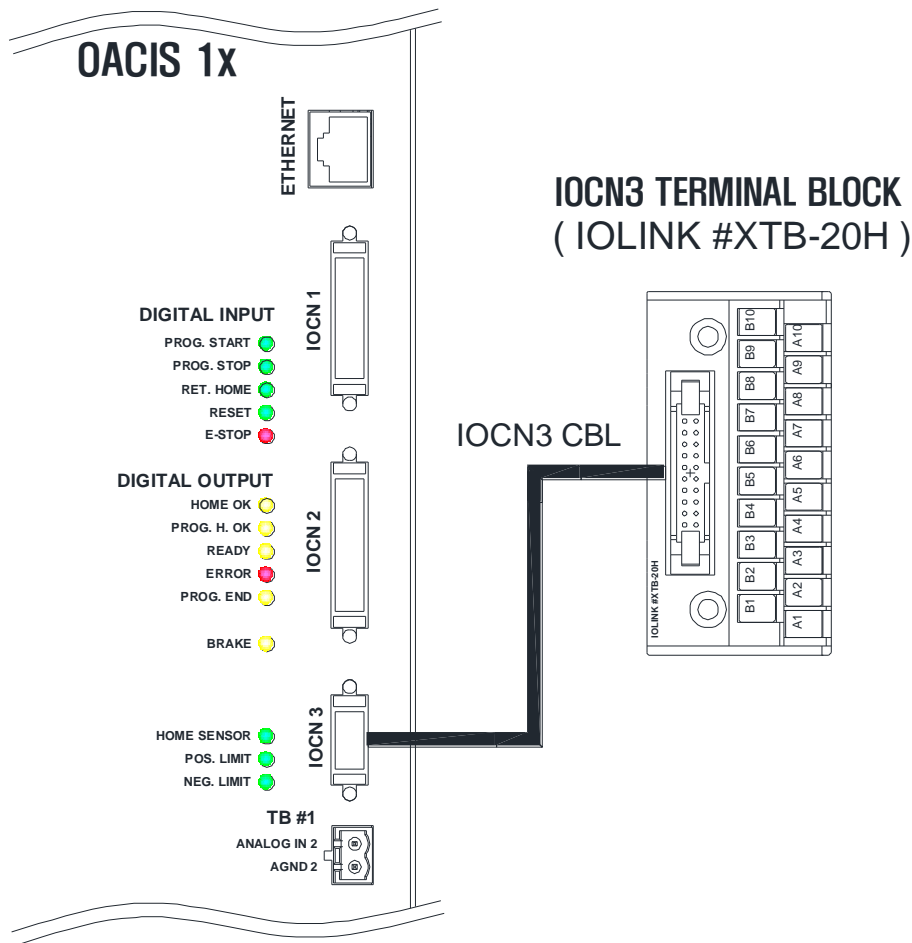 OACIS 1x
ETHERNET
IOCN3 TERMINAL BLOCK
( IOLINK #XTB-20H )
IOCN 1
DIGITAL INPUT
PROG. START
PROG. STOP
RET. HOME
RESET
E-STOP
IOCN3 CBL
DIGITAL OUTPUT
HOME OK
PROG. H. OK
READY
ERROR
PROG. END
BRAKE
IOCN 2
HOME SENSOR
POS. LIMIT
NEG. LIMIT
IOCN 3
TB #1
ANALOG IN 2
AGND 2
IOLINK #XTB-20H
B10
B9
B8
B7
B6
B5
B4
B3
B2
B1
A10
A9
A8
A7
A6
A5
A4
A3
A2
A1